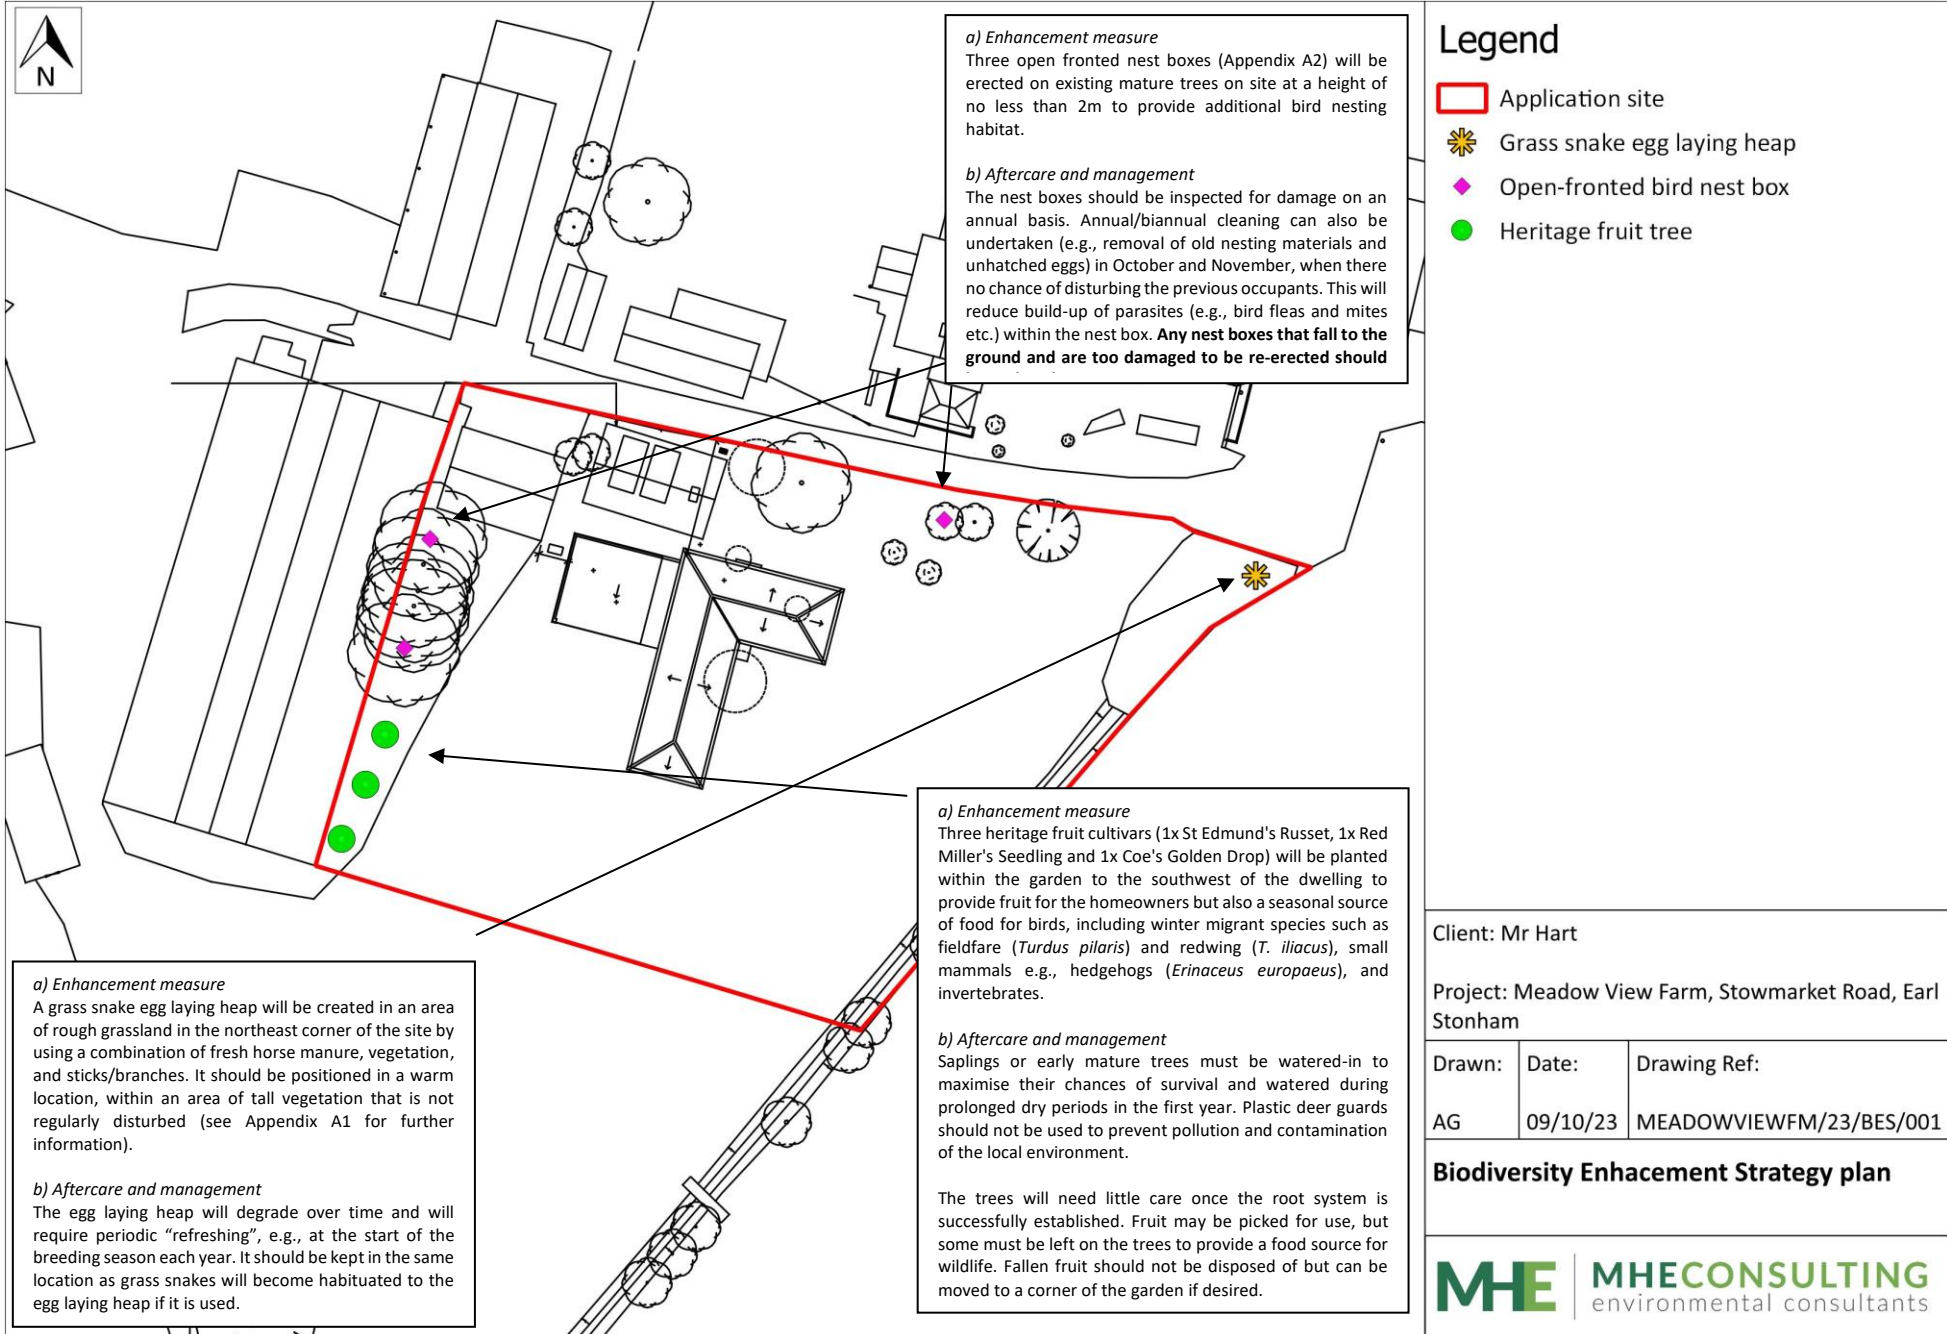 N
a) Enhancement measure
Three open fronted nest boxes (Appendix A2) will be
erected on existing mature trees on site at a height of
no less than 2m to provide additional bird nesting
habitat.
b) Aftercare and management
The nest boxes should be inspected for damage on an
annual basis. Annual/biannual cleaning can also be
undertaken (e.g., removal of old nesting materials and
unhatched eggs) in October and November, when there
no chance of disturbing the previous occupants. This will
reduce build-up of parasites (e.g., bird fleas and mites
etc.) within the nest box. Any nest boxes that fall to the
ground and are too damaged to be re-erected should
Legend
Application site
Grass snake egg laying heap
Open-fronted bird nest box
Heritage fruit tree
a) Enhancement measure
Three heritage fruit cultivars (1x St Edmund's Russet, 1x Red
Miller's Seedling and 1x Coe's Golden Drop) will be planted
within the garden to the southwest of the dwelling to
provide fruit for the homeowners but also a seasonal source
of food for birds, including winter migrant species such as
fieldfare (Turdus pilaris) and redwing (T. iliacus), small
mammals e.g., hedgehogs (Erinaceus europaeus), and
invertebrates.
b) Aftercare and management
Saplings or early mature trees must be watered-in to
maximise their chances of survival and watered during
prolonged dry periods in the first year. Plastic deer guards
should not be used to prevent pollution and contamination
of the local environment.
The trees will need little care once the root system is
successfully established. Fruit may be picked for use, but
some must be left on the trees to provide a food source for
wildlife. Fallen fruit should not be disposed of but can be
moved to a corner of the garden if desired.
a) Enhancement measure
A grass snake egg laying heap will be created in an area
of rough grassland in the northeast corner of the site by
using a combination of fresh horse manure, vegetation,
and sticks/branches. It should be positioned in a warm
location, within an area of tall vegetation that is not
regularly disturbed (see Appendix A1 for further
information).
b) Aftercare and management
The egg laying heap will degrade over time and will
require periodic “refreshing”, e.g., at the start of the
breeding season each year. It should be kept in the same
location as grass snakes will become habituated to the
egg laying heap if it is used.
Client: Mr Hart
Project: Meadow View Farm, Stowmarket Road, Earl
Stonham
Drawn: Date: Drawing Ref:
AG 09/10/23 MEADOWVIEWFM/23/BES/001
Biodiversity Enhacement Strategy plan
MHE MHECONSULTING
environmental consultants